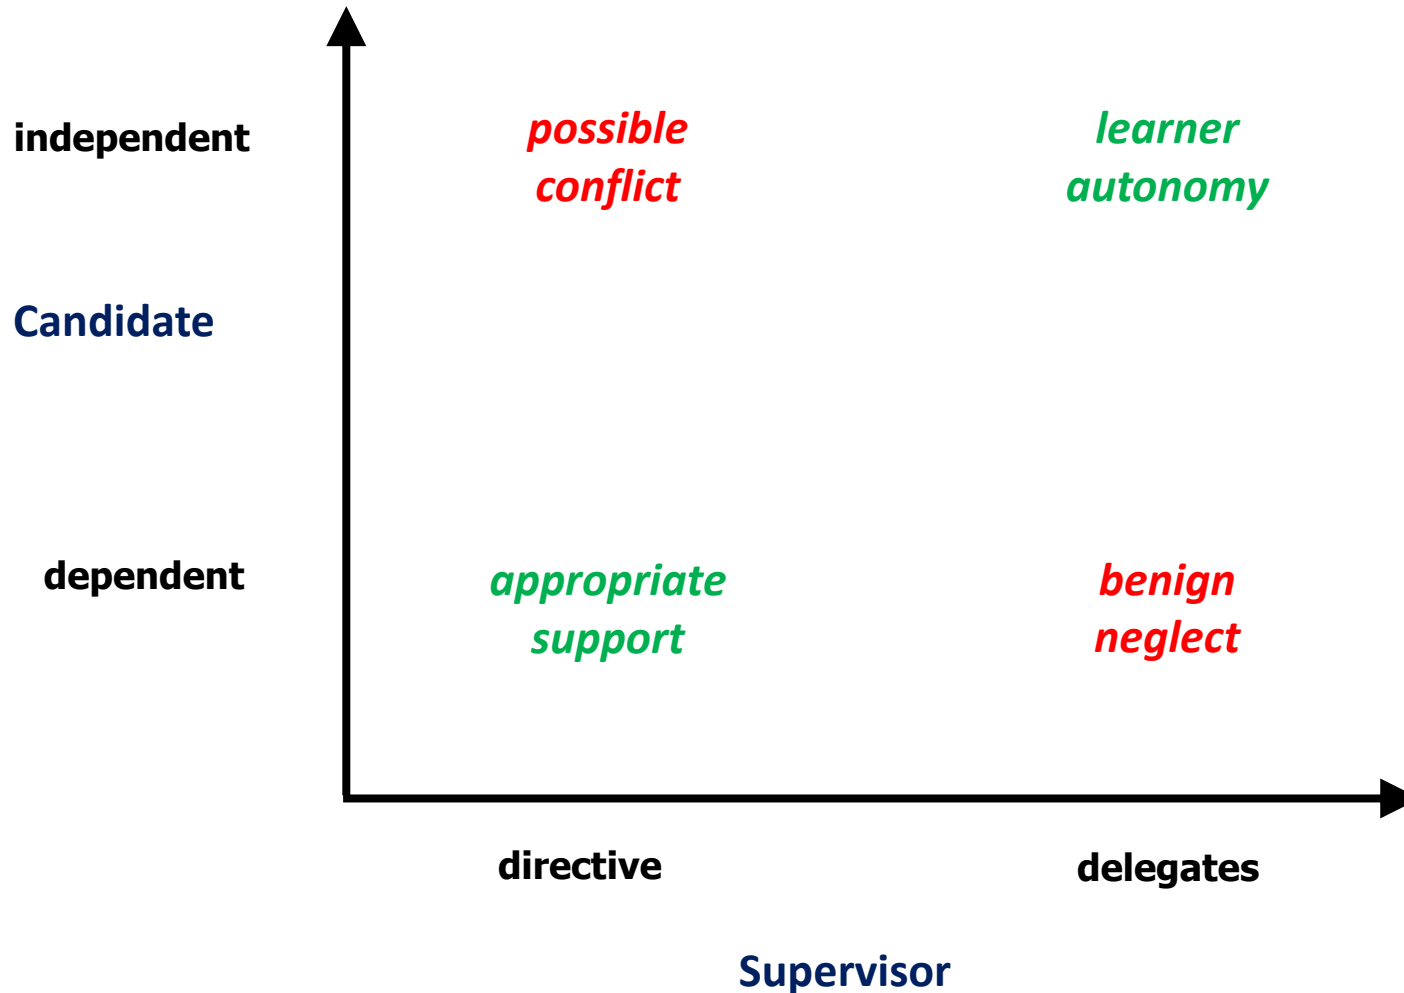 independent
possible
conflict
learner
autonomy
Candidate
dependent
appropriate
support
benign
neglect
directive
delegates
Supervisor